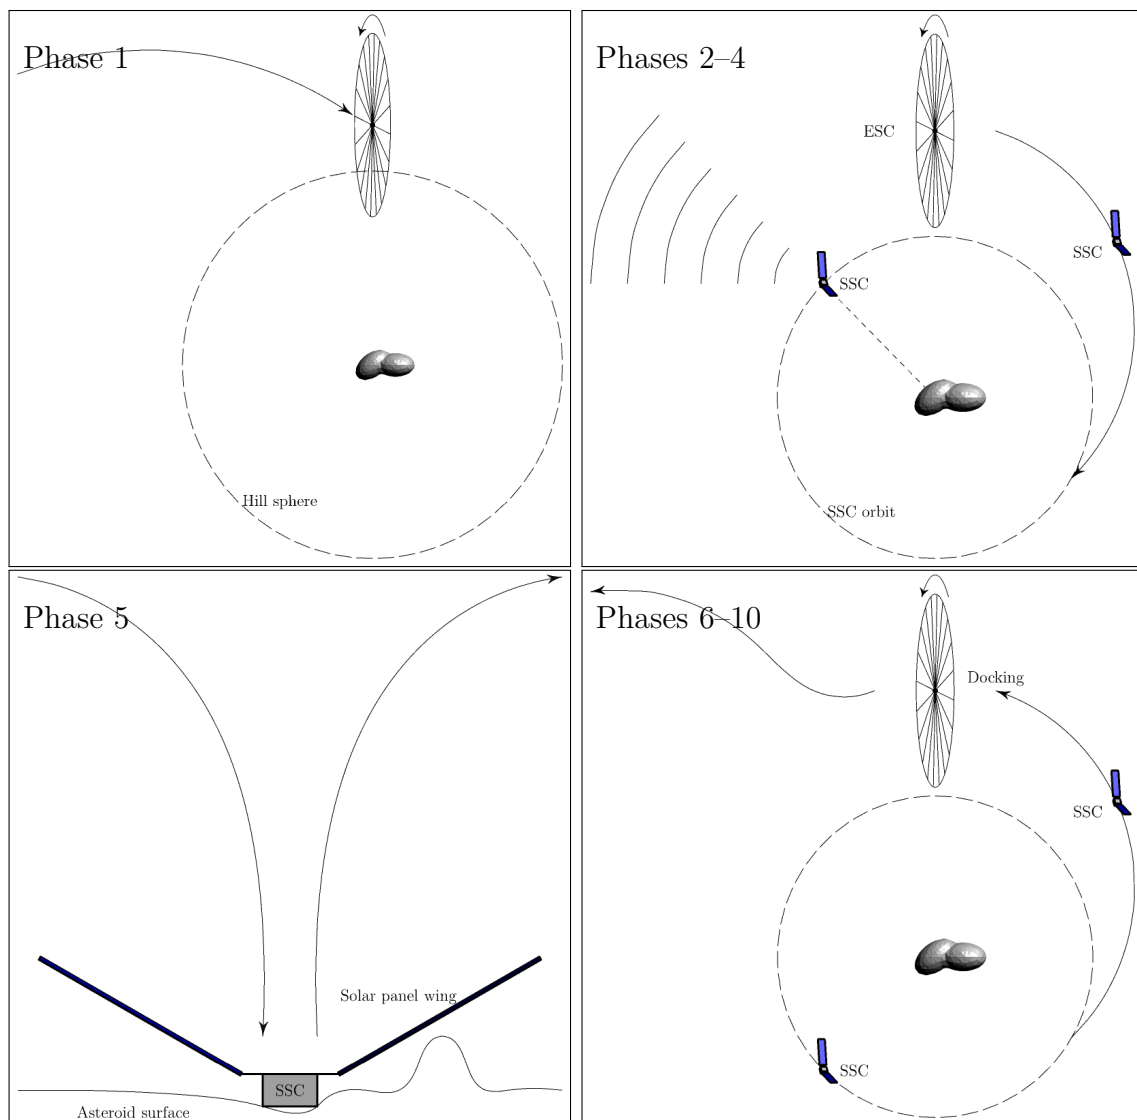 Phase 1
Hill sphere
Phases 2–4
ESC
SSC
SSC
SSC orbit
Phase 5
Solar panel wing
SSC
Asteroid surface
Phases 6–10
Docking
SSC
SSC